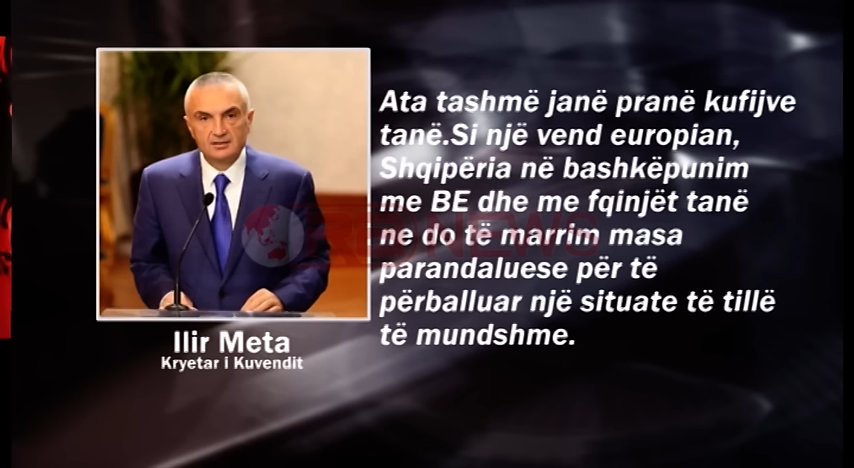 Ata tashmë janë pranë kufijve
tanë.Si një vend europian,
Shqipëria në bashkëpunim
me BE dhe me fqinjët tanë
ne do të marrim masa
parandaluese për të
përballuar një situate të tillë
të mundshme.
Ilir Meta
Kryetar i Kuvendit
NEWS